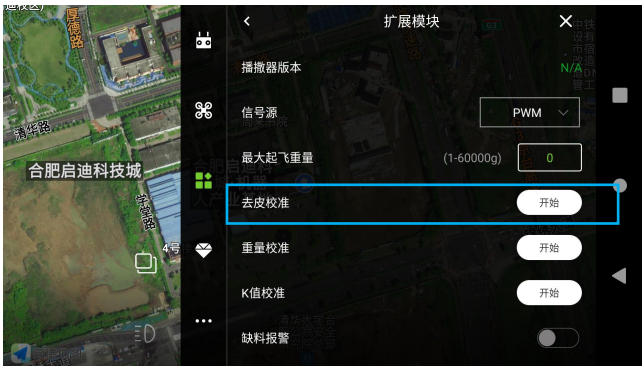 厚德路
清华路
合肥启迪科技城
学堂路
4号
扩展模块
播撒器版本
N/A
信号源
PWM
最大起飞重量
(1-60000g)
0
去皮校准
开始
重量校准
开始
K值校准
开始
缺料报警